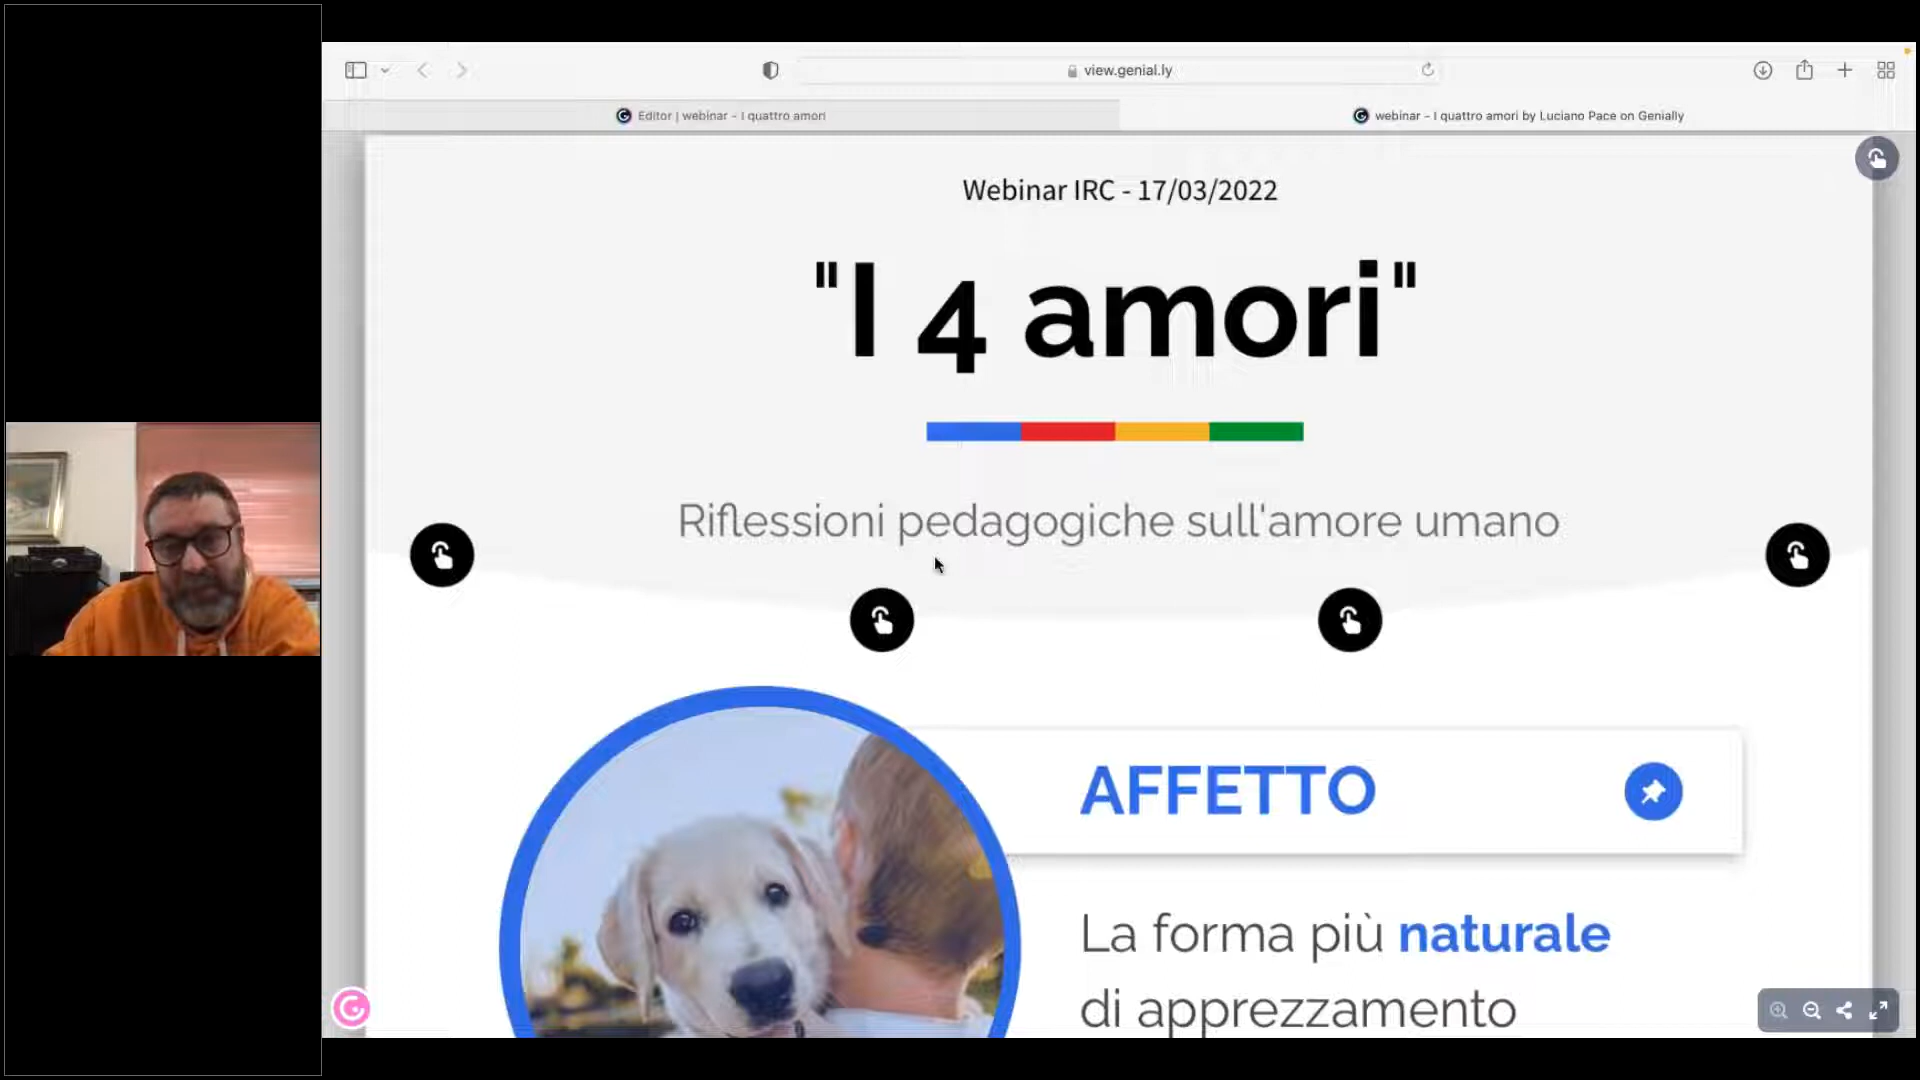 view.genial.ly
Editor | webinar - I quattro amori
webinar - I quattro amori by Luciano Pace on Genially
Webinar IRC - 17/03/2022
"I 4 amori"
Riflessioni pedagogiche sull'amore umano
AFFETTO
La forma più naturale
di apprezzamento